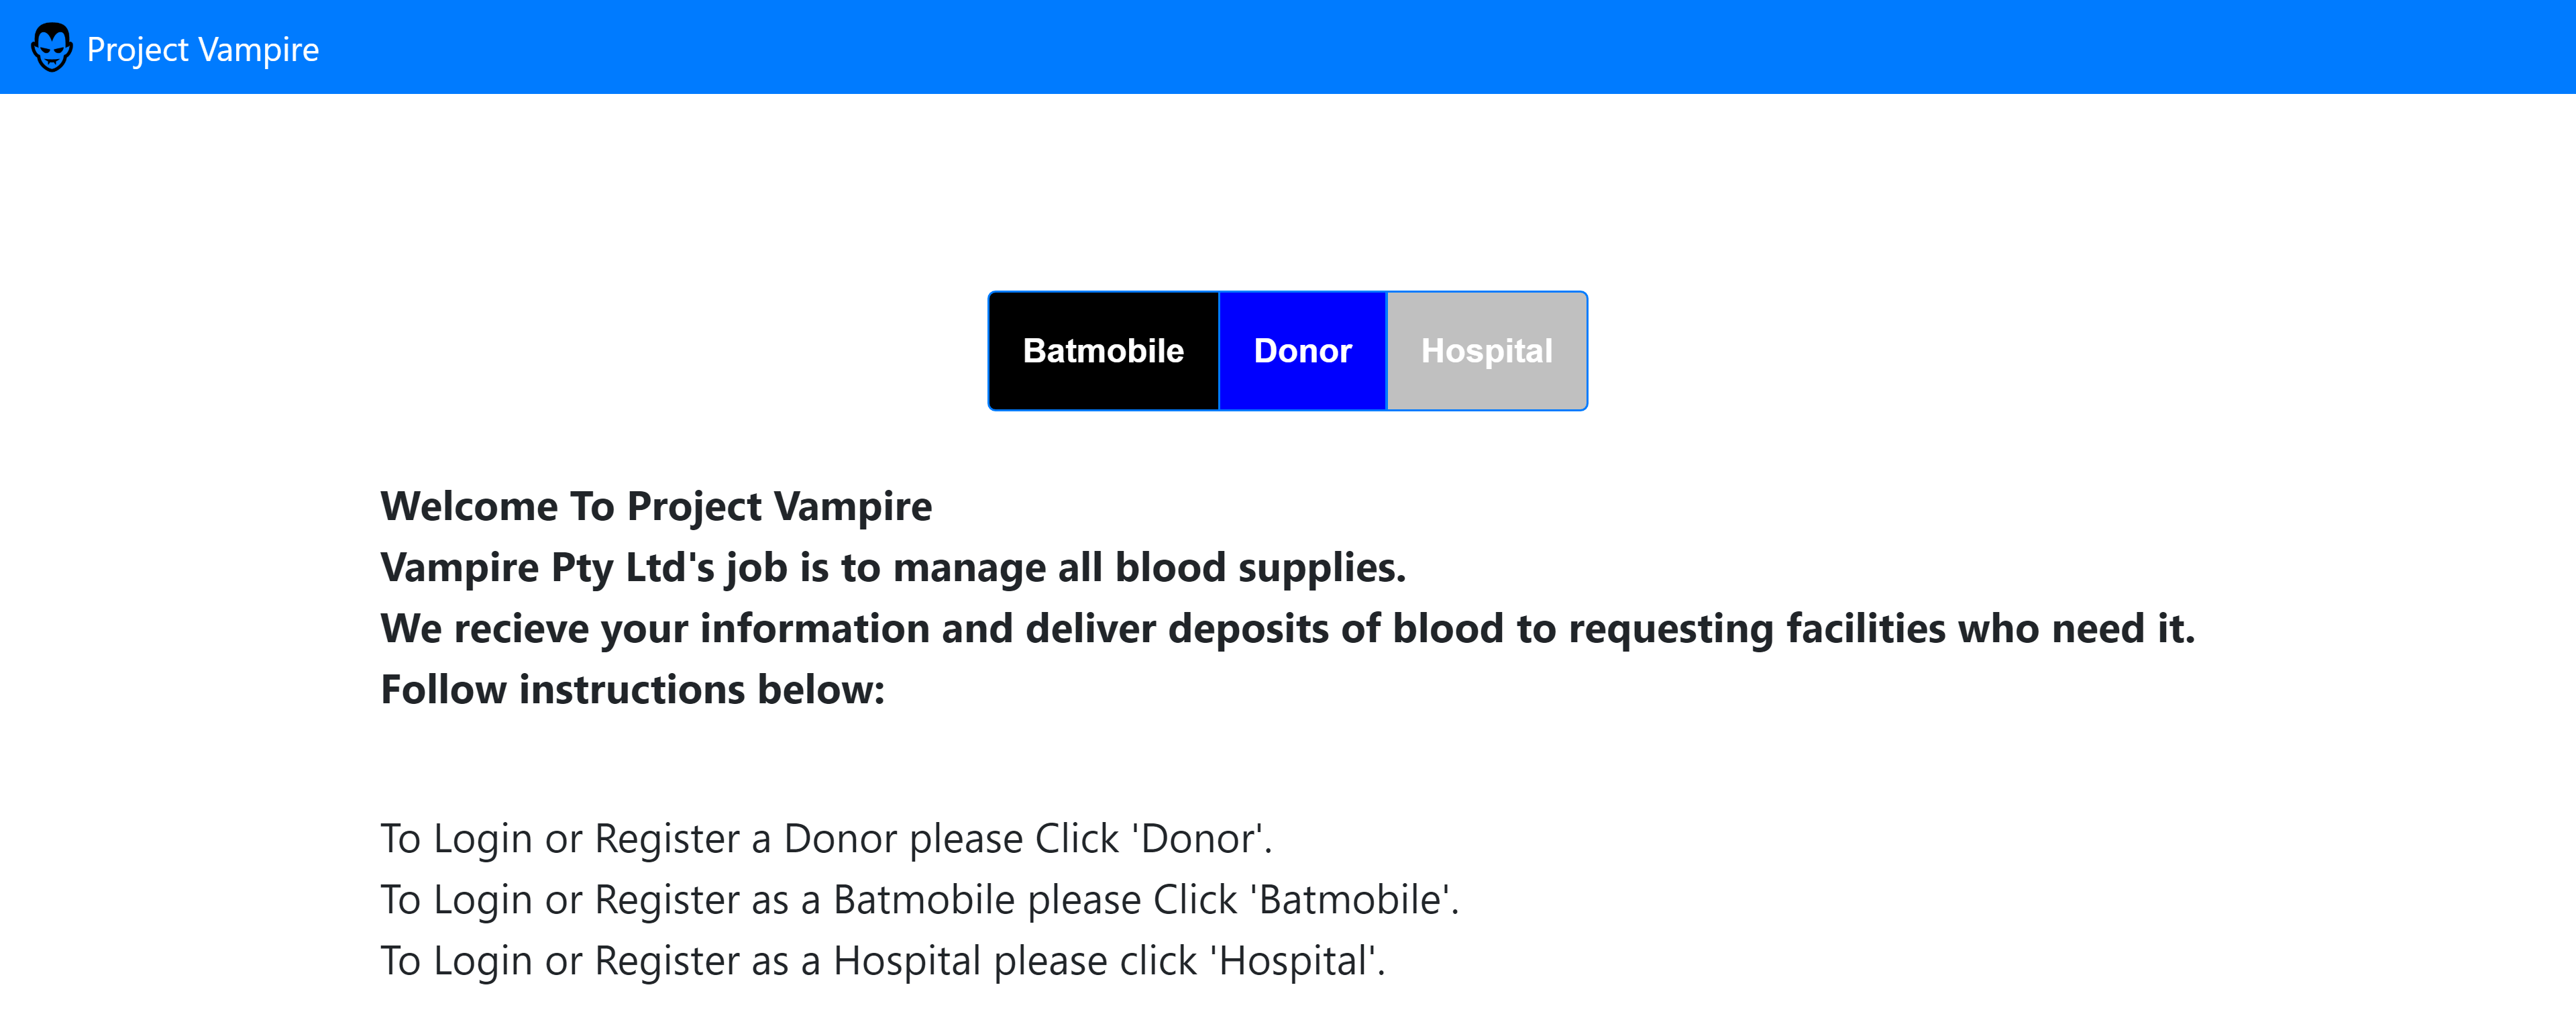 Project Vampire
Batmobile Donor Hospital
Welcome To Project Vampire
Vampire Pty Ltd's job is to manage all blood supplies.
We recieve your information and deliver deposits of blood to requesting facilities who need it.
Follow instructions below:
To Login or Register a Donor please Click 'Donor'.
To Login or Register as a Batmobile please Click 'Batmobile'.
To Login or Register as a Hospital please click 'Hospital'.